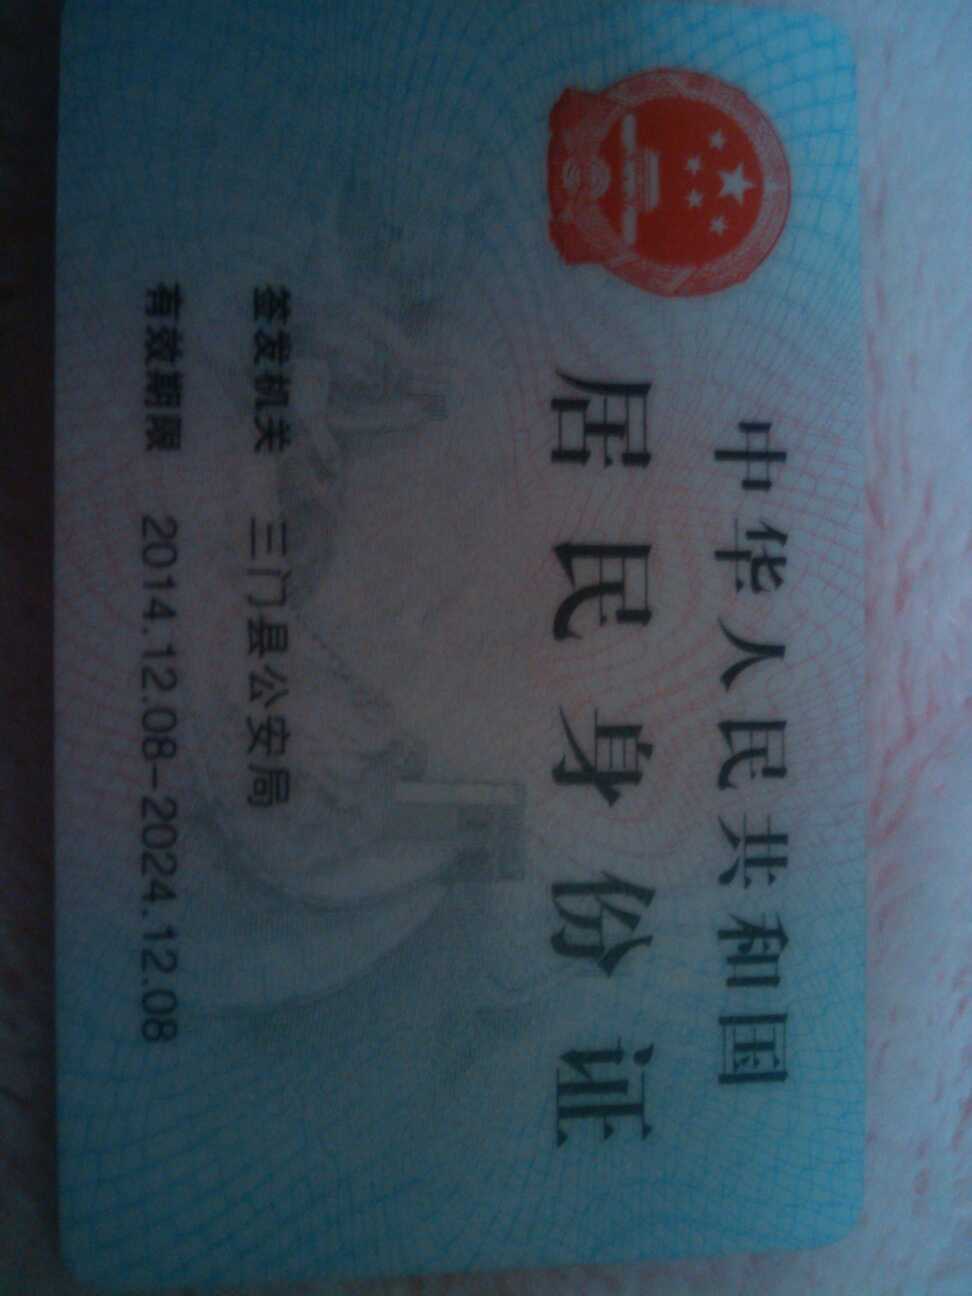 中华人民共和国
居民身份证
签发机关 三门县公安局
有效期限 2014.12.08-2024.12.08